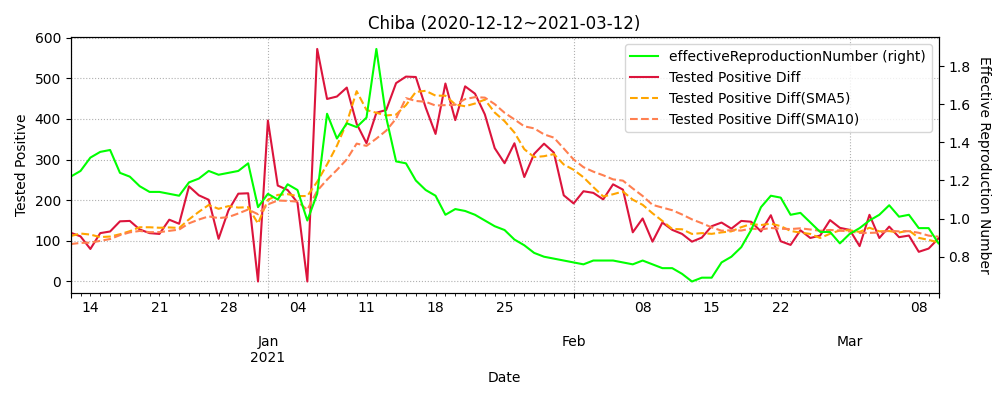 Chiba (2020-12-12~2021-03-12)
effectiveReproductionNumber (right)
Tested Positive Diff
Tested Positive Diff(SMA5)
Tested Positive Diff(SMA10)
Tested Positive
600
500
400
300
200
100
0
Effective Reproduction Number
1.8
1.6
1.4
1.2
1.0
0.8
14 21 28 04 11 18 25 08 15 22 08
Jan Feb Mar
2021
Date